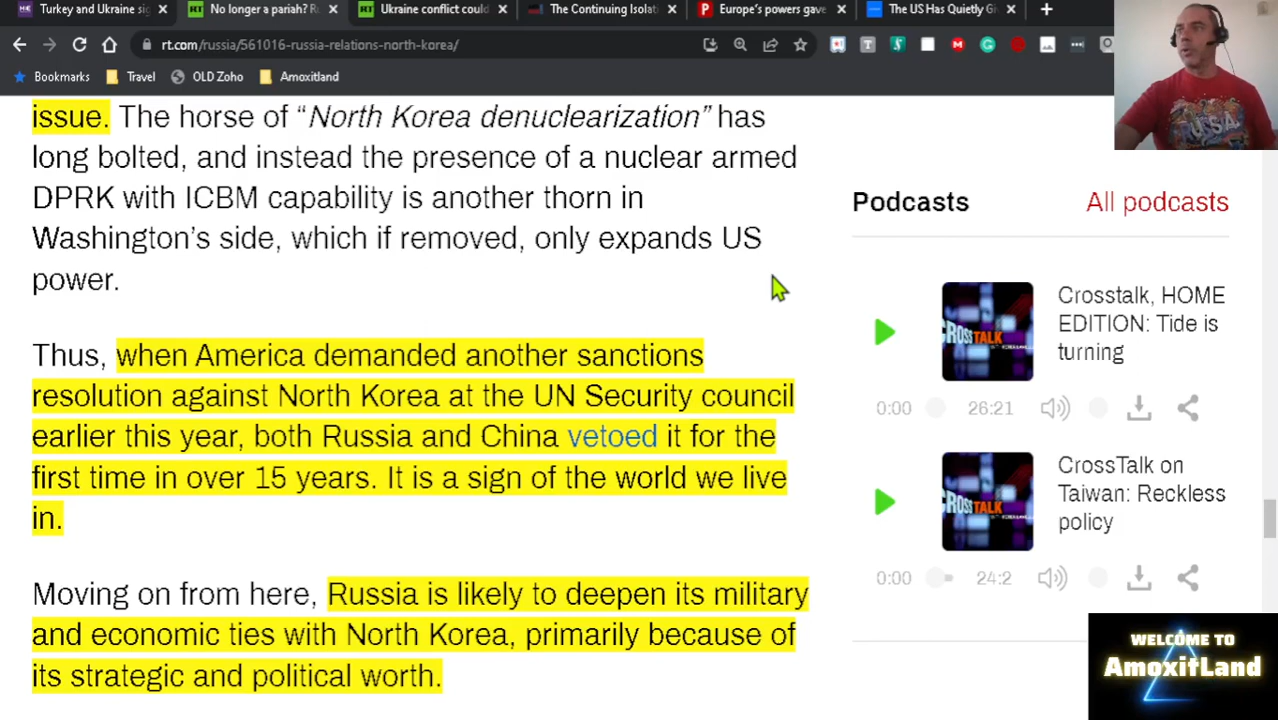 Turkey and Ukraine si
No longer a pariah? R
Ukraine conflict could
The Continuing Isolat
Europe's powers gave
The US Has Quietly Gi
rt.com/russia/561016-russia-relations-north-korea/
Bookmarks
Travel
OLD Zoho
Amoxitland
issue. The horse of “North Korea denuclearization” has
long bolted, and instead the presence of a nuclear armed
DPRK with ICBM capability is another thorn in
Washington’s side, which if removed, only expands US
power.
Thus, when America demanded another sanctions
resolution against North Korea at the UN Security council
earlier this year, both Russia and China vetoed it for the
first time in over 15 years. It is a sign of the world we live
in.
Moving on from here, Russia is likely to deepen its military
and economic ties with North Korea, primarily because of
its strategic and political worth.
Podcasts
All podcasts
CROSSTALK
Crosstalk, HOME
EDITION: Tide is
turning
0:00
26:21
CROSSTALK
CrossTalk on
Taiwan: Reckless
policy
0:00
24:2
U.S.A.
WELCOME TO
AmoxitLand